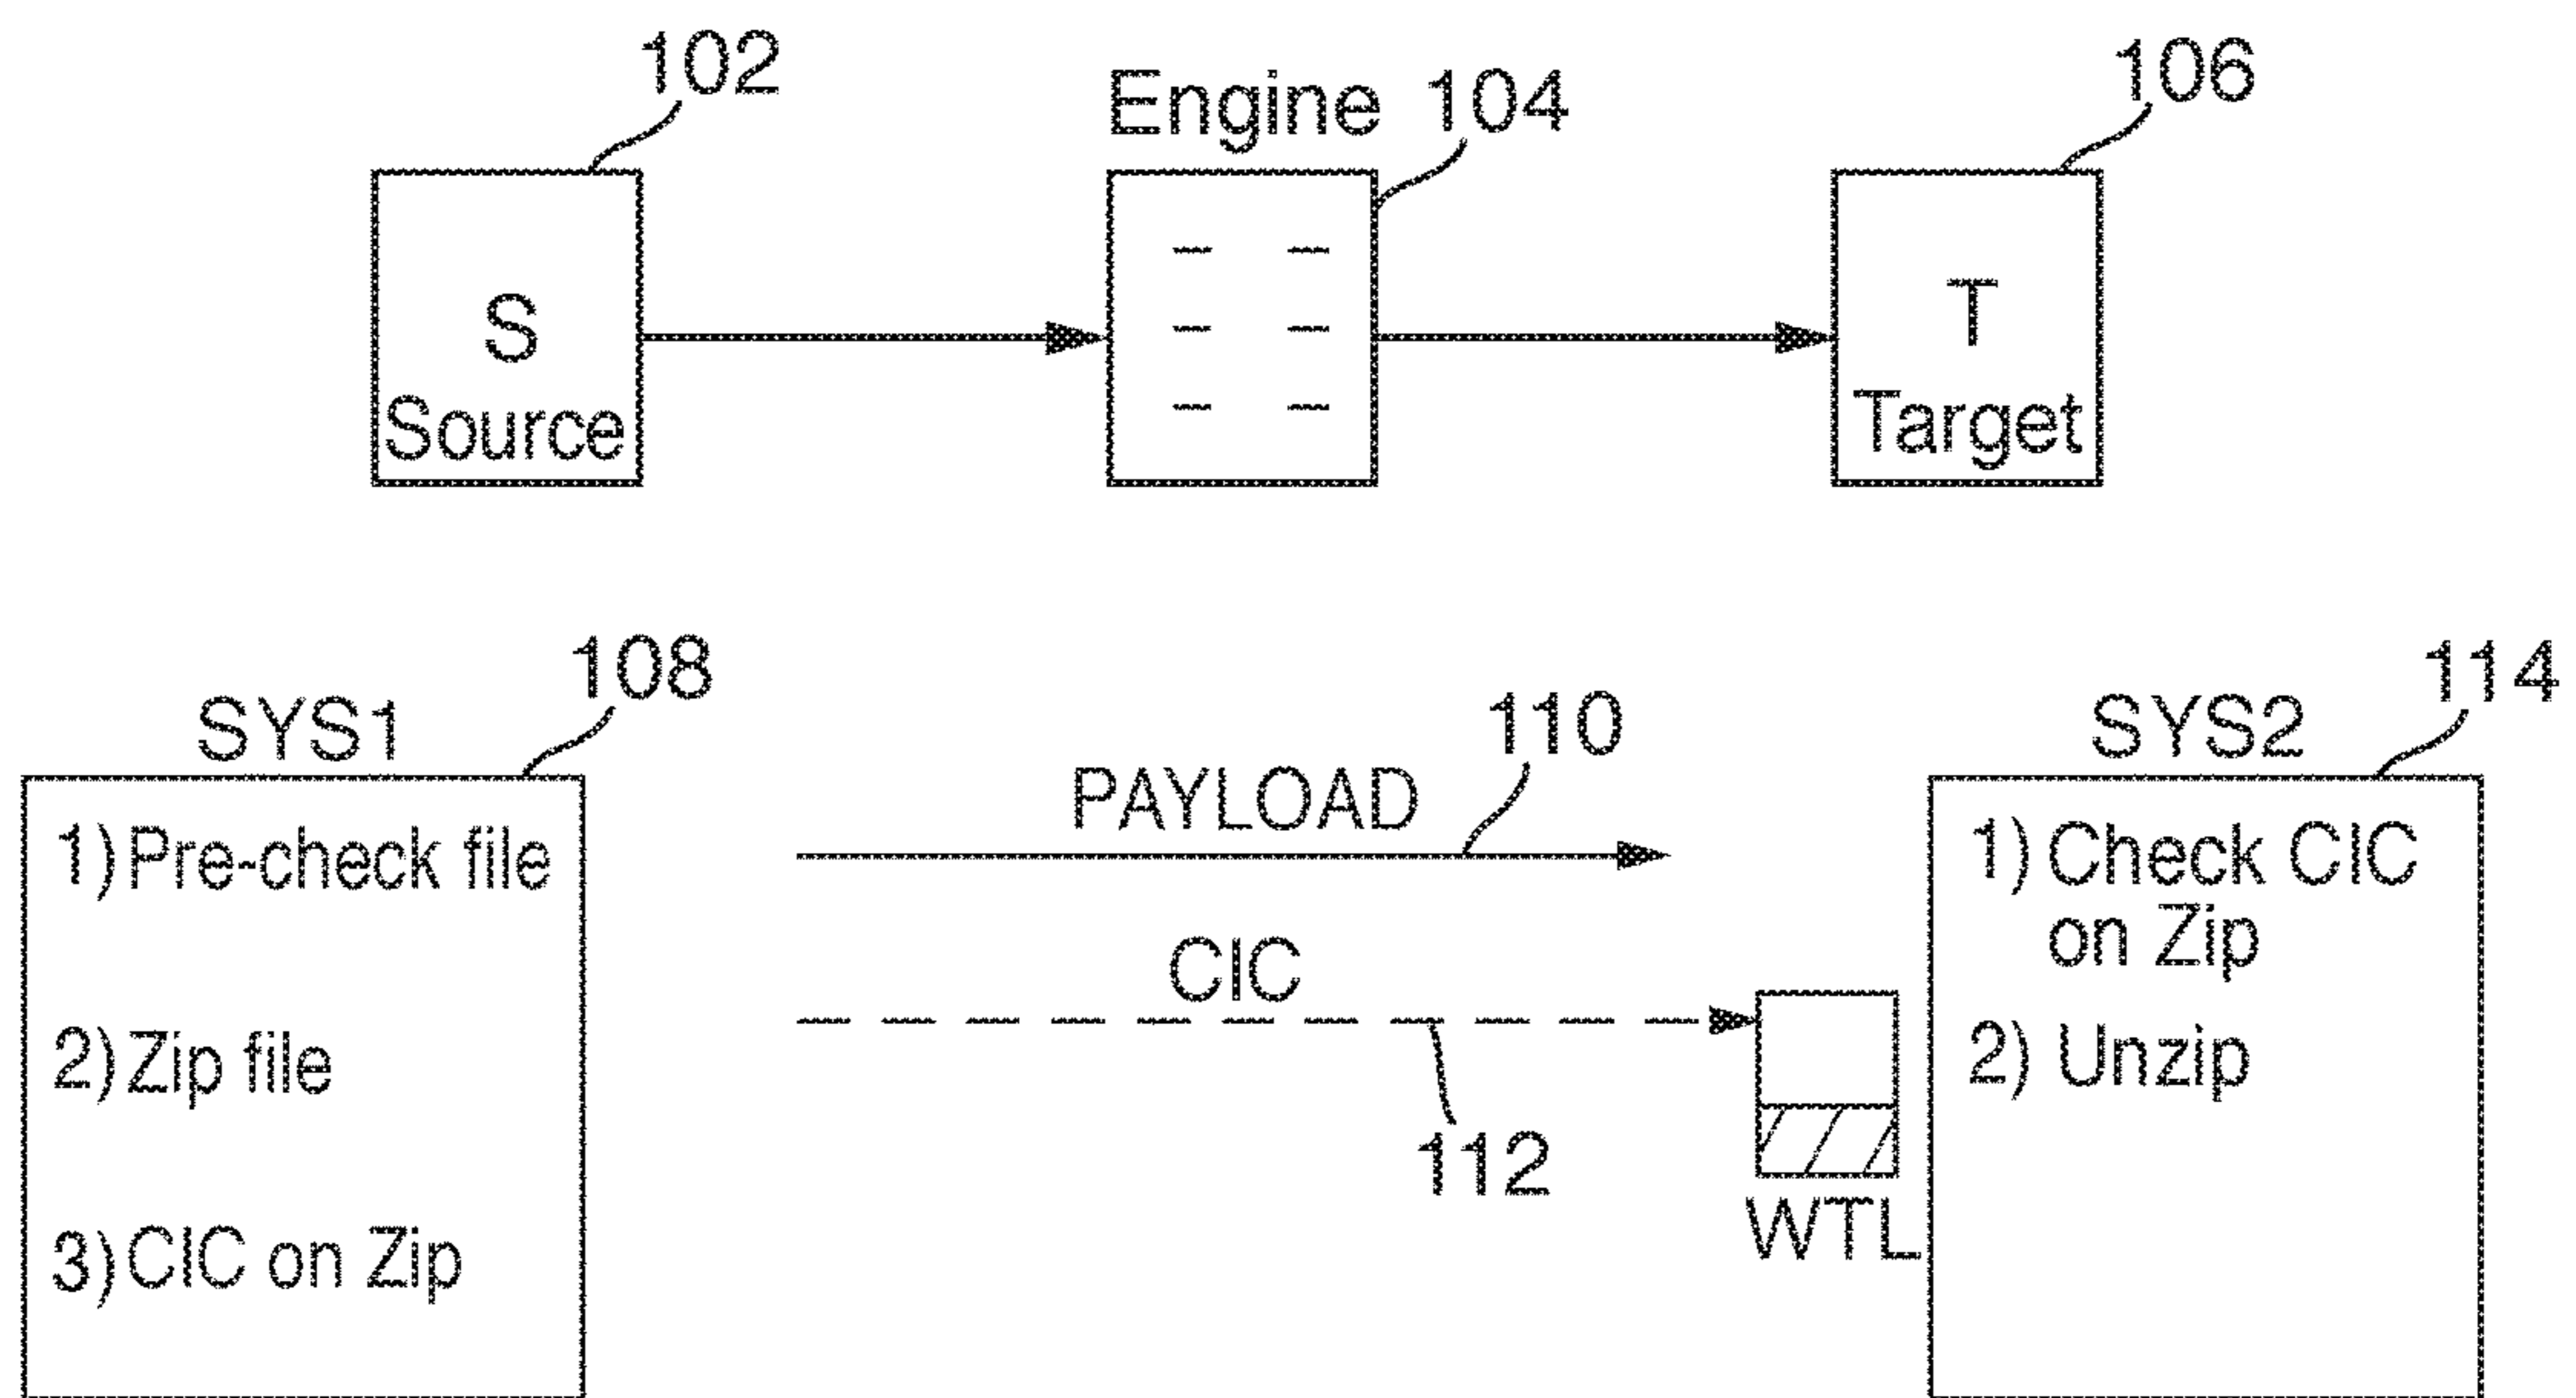 102
Engine 104
106
S
Source
T
Target
SYS1
108
1) Pre-check file
2) Zip file
3) CIC on Zip
PAYLOAD
110
CIC
112
WTL
SYS2
114
1) Check CIC
on Zip
2) Unzip